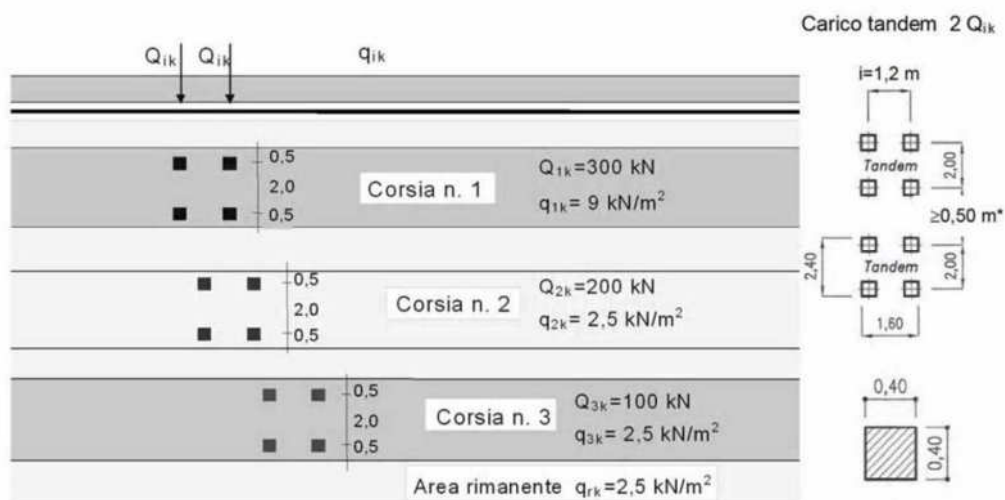 Carico tandem 2 Qik
Qik Qik qik
i=1,2 m
0,5
2,0
0,5
Corsia n. 1
Q1k=300 kN
q1k= 9 kN/m²
Tandem
2,00
≥0,50 m*
0,5
2,0
0,5
Corsia n. 2
Q2k=200 kN
q2k= 2,5 kN/m²
2,40
Tandem
2,00
1,60
0,5
2,0
0,5
Corsia n. 3
Q3k=100 kN
q3k= 2,5 kN/m²
0,40
0,40
Area rimanente qrk=2,5 kN/m²